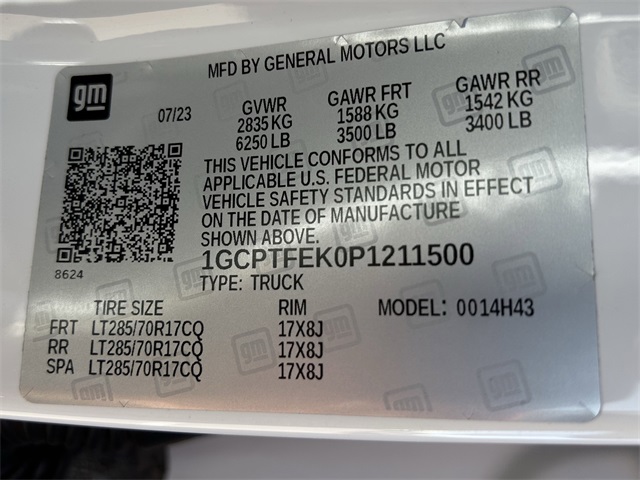 MFD BY GENERAL MOTORS LLC
gm
07/23
GVWR GAWR FRT GAWR RR
2835 KG 1588 KG 1542 KG
6250 LB 3500 LB 3400 LB
THIS VEHICLE CONFORMS TO ALL
APPLICABLE U.S. FEDERAL MOTOR
VEHICLE SAFETY STANDARDS IN EFFECT
ON THE DATE OF MANUFACTURE
SHOWN ABOVE.
8624
1GCPTFEK0P1211500
TYPE: TRUCK
TIRE SIZE RIM MODEL: 0014H43
FRT LT285/70R17CQ 17X8J
RR LT285/70R17CQ 17X8J
SPA LT285/70R17CQ 17X8J